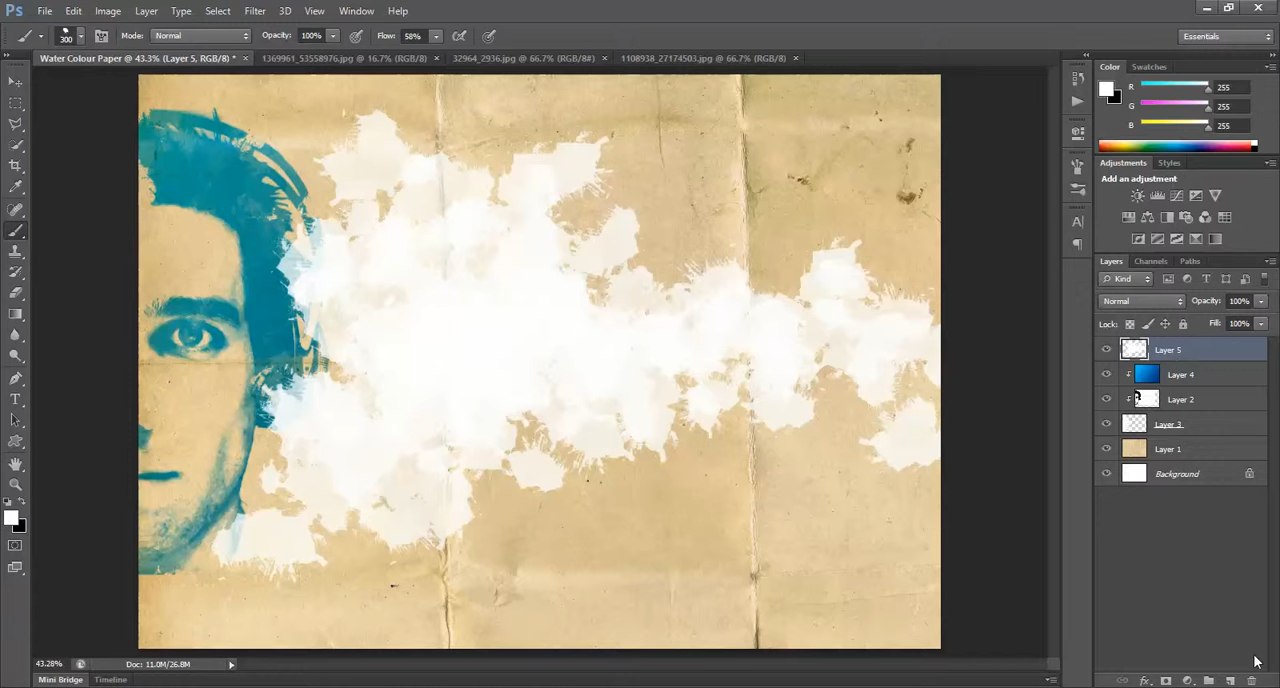 Ps File Edit Image Layer Type Select Filter 3D View Window Help
300 Mode: Normal Opacity: 100% Flow: 58% Essentials
Water Colour Paper @ 43.3% (Layer 5, RGB/8) * × 1369961_53558976.jpg @ 16.7% (RGB/8) × 32964_2936.jpg @ 66.7% (RGB/8#) × 1108938_27174503.jpg @ 66.7% (RGB/8) ×
Color Swatches
R 255
G 255
B 255
Adjustments Styles
Add an adjustment
Layers Channels Paths
Kind
Normal Opacity: 100%
Lock: Fill: 100%
Layer 5
Layer 4
Layer 2
Layer 3
Layer 1
Background
43.28% Doc: 11.0M/26.8M
Mini Bridge Timeline